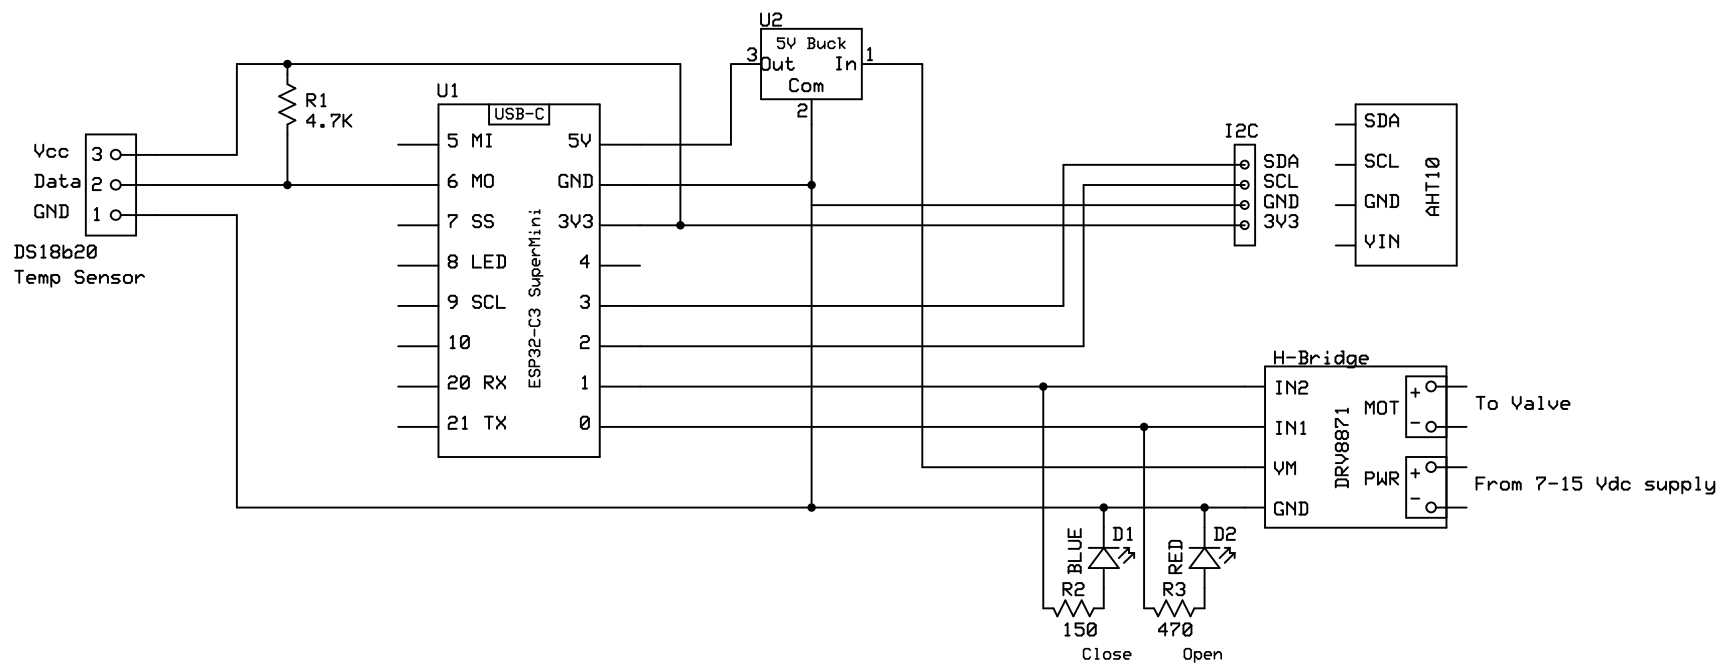 U2
5V Buck
3
Out
In
1
Com
2
R1
4.7K
Vcc
3
Data
2
GND
1
DS18b20
Temp Sensor
U1
USB-C
5 MI
6 MO
7 SS
8 LED
9 SCL
10
20 RX
21 TX
ESP32-C3 SuperMini
5V
GND
3V3
4
3
2
1
0
I2C
SDA
SCL
GND
3V3
SDA
SCL
GND
VIN
AHT10
H-Bridge
IN2
IN1
VM
GND
DRV8871
MOT
+
-
To Valve
PWR
+
-
From 7-15 Vdc supply
BLUE
D1
R2
150
Close
RED
D2
R3
470
Open